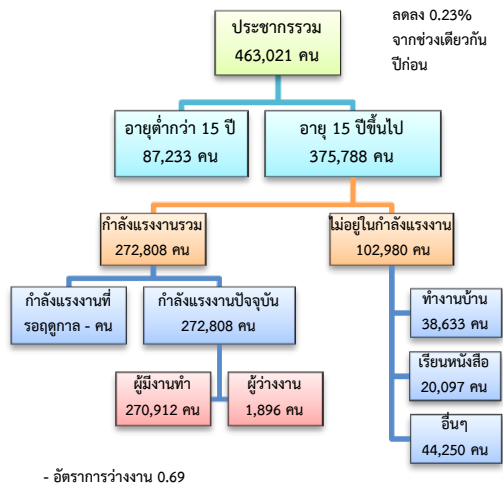 ประชากรรวม
463,021 คน
ลดลง 0.23%
จากช่วงเดียวกัน
ปีก่อน
อายุต่ำกว่า 15 ปี
87,233 คน
อายุ 15 ปีขึ้นไป
375,788 คน
กำลังแรงงานรวม
272,808 คน
ไม่อยู่ในกำลังแรงงาน
102,980 คน
กำลังแรงงานที่
รอฤดูกาล - คน
กำลังแรงงานปัจจุบัน
272,808 คน
ทำงานบ้าน
38,633 คน
ผู้มีงานทำ
270,912 คน
ผู้ว่างงาน
1,896 คน
เรียนหนังสือ
20,097 คน
อื่นๆ
44,250 คน
- อัตราการว่างงาน 0.69